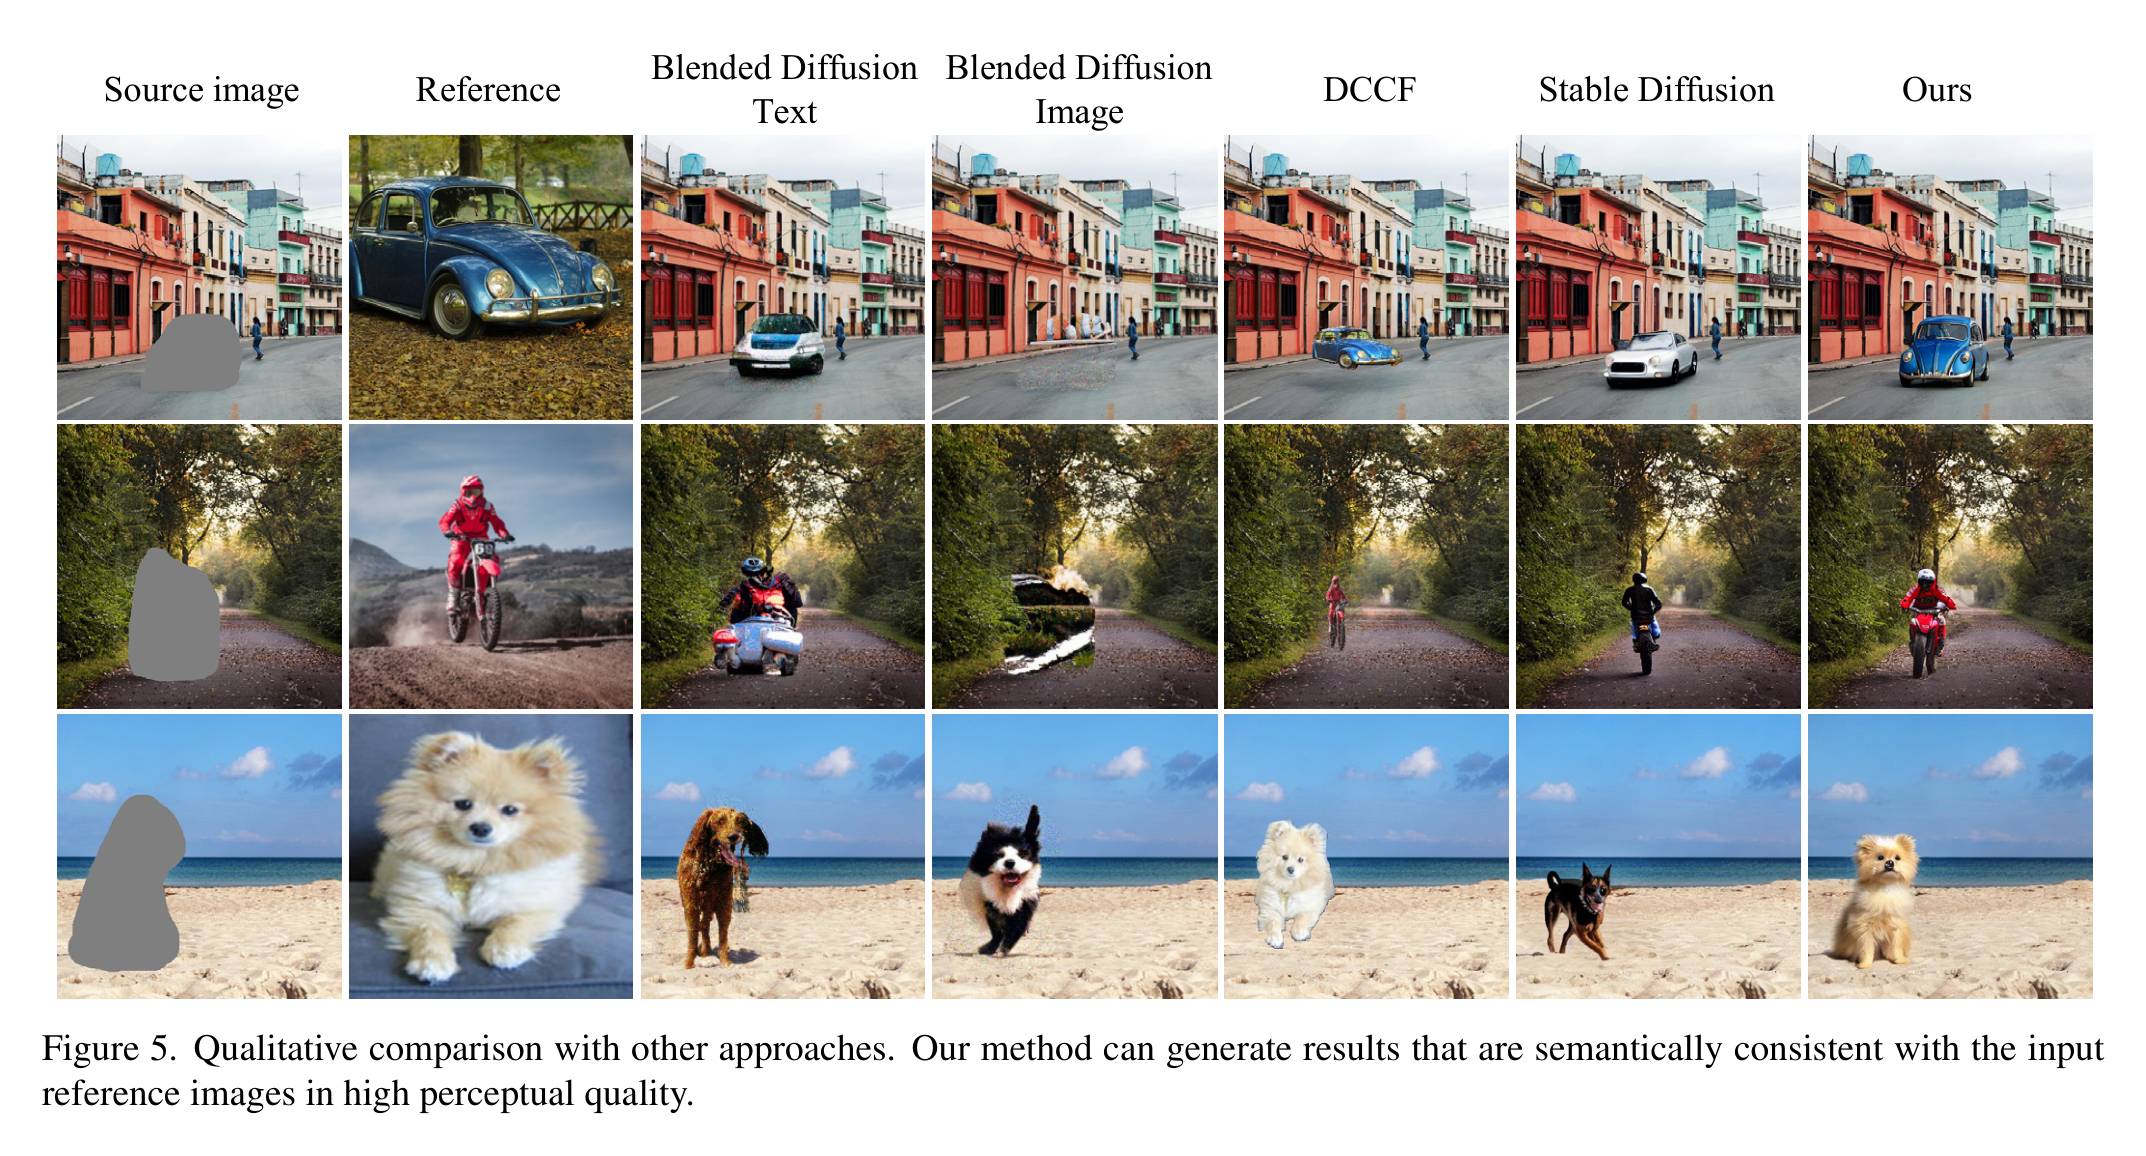 Source image
Reference
Blended Diffusion
Text
Blended Diffusion
Image
DCCF
Stable Diffusion
Ours
Figure 5. Qualitative comparison with other approaches. Our method can generate results that are semantically consistent with the input
reference images in high perceptual quality.